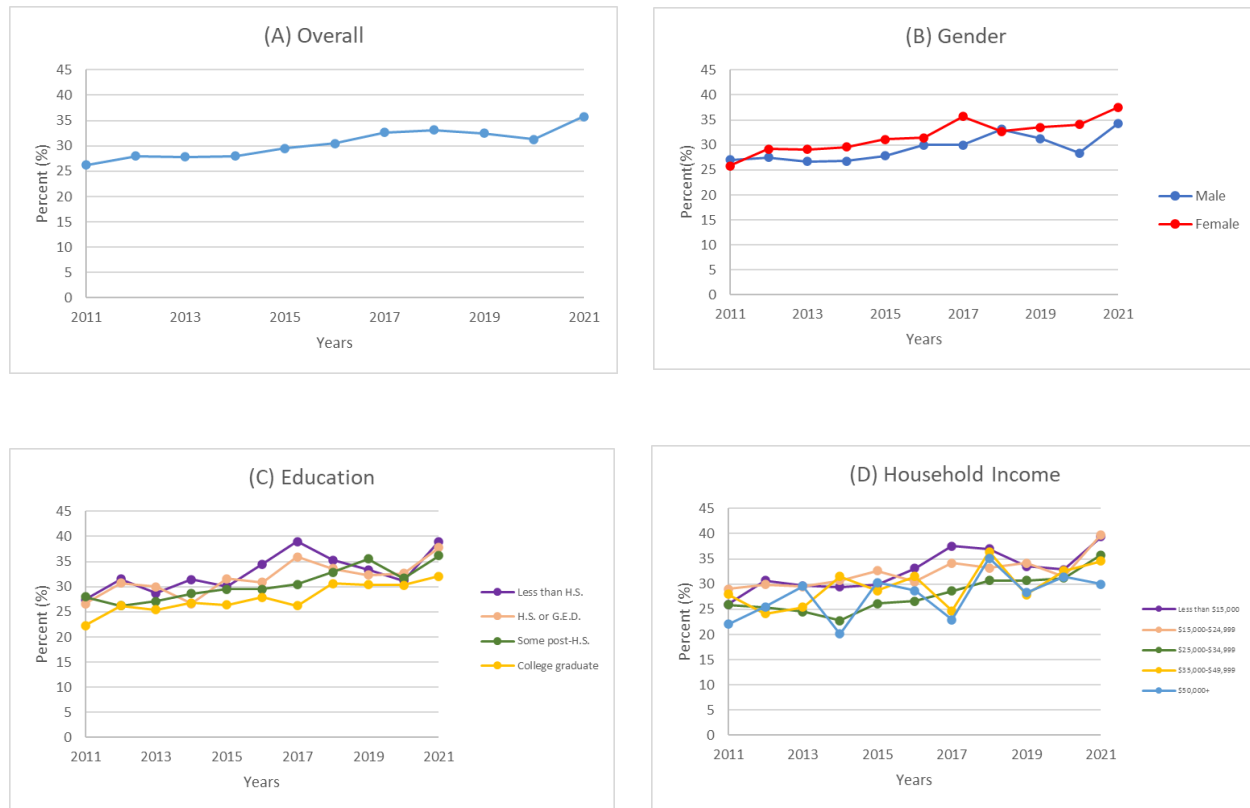 (A) Overall
45
40
35
30
25
20
15
10
5
0
Percent (%)
2011 2013 2015 2017 2019 2021
Years
(B) Gender
45
40
35
30
25
20
15
10
5
0
Percent(%)
2011 2013 2015 2017 2019 2021
Years
Male
Female
(C) Education
45
40
35
30
25
20
15
10
5
0
Percent (%)
2011 2013 2015 2017 2019 2021
Years
Less than H.S.
H.S. or G.E.D.
Some post-H.S.
College graduate
(D) Household Income
45
40
35
30
25
20
15
10
5
0
Percent (%)
2011 2013 2015 2017 2019 2021
Years
Less than $15,000
$15,000-$24,999
$25,000-$34,999
$35,000-$49,999
$50,000+